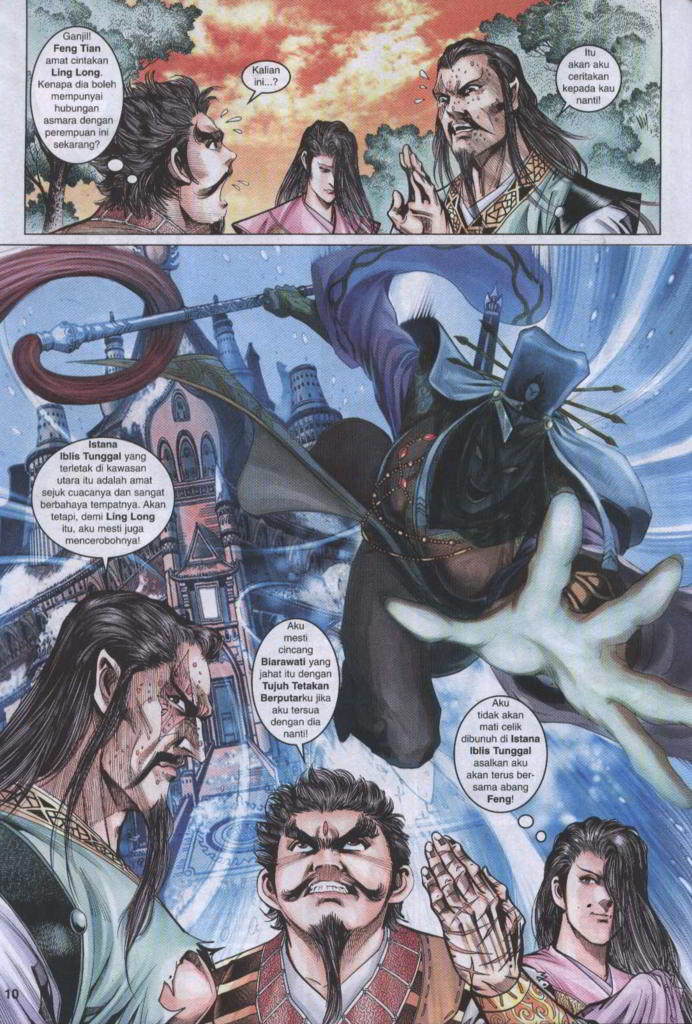 Ganjil!
Feng Tian
amat cintakan
Ling Long.
Kenapa dia boleh
mempunyai
hubungan
asmara dengan
perempuan ini
sekarang?
Kalian
ini...?
Itu
akan aku
ceritakan
kepada kau
nanti!
Istana
Iblis Tunggal yang
terletak di kawasan
utara itu adalah amat
sejuk cuacanya dan sangat
berbahaya tempatnya. Akan
tetapi, demi Ling Long
itu, aku mesti juga
mencerobohnya!
Aku
mesti
cincang
Biarawati yang
jahat itu dengan
Tujuh Tetakan
Berputarku jika
aku tersua
dengan dia
nanti!
Aku
tidak akan
mati celik
dibunuh di Istana
Iblis Tunggal
asalkan aku
akan terus ber-
sama abang
Feng!
10